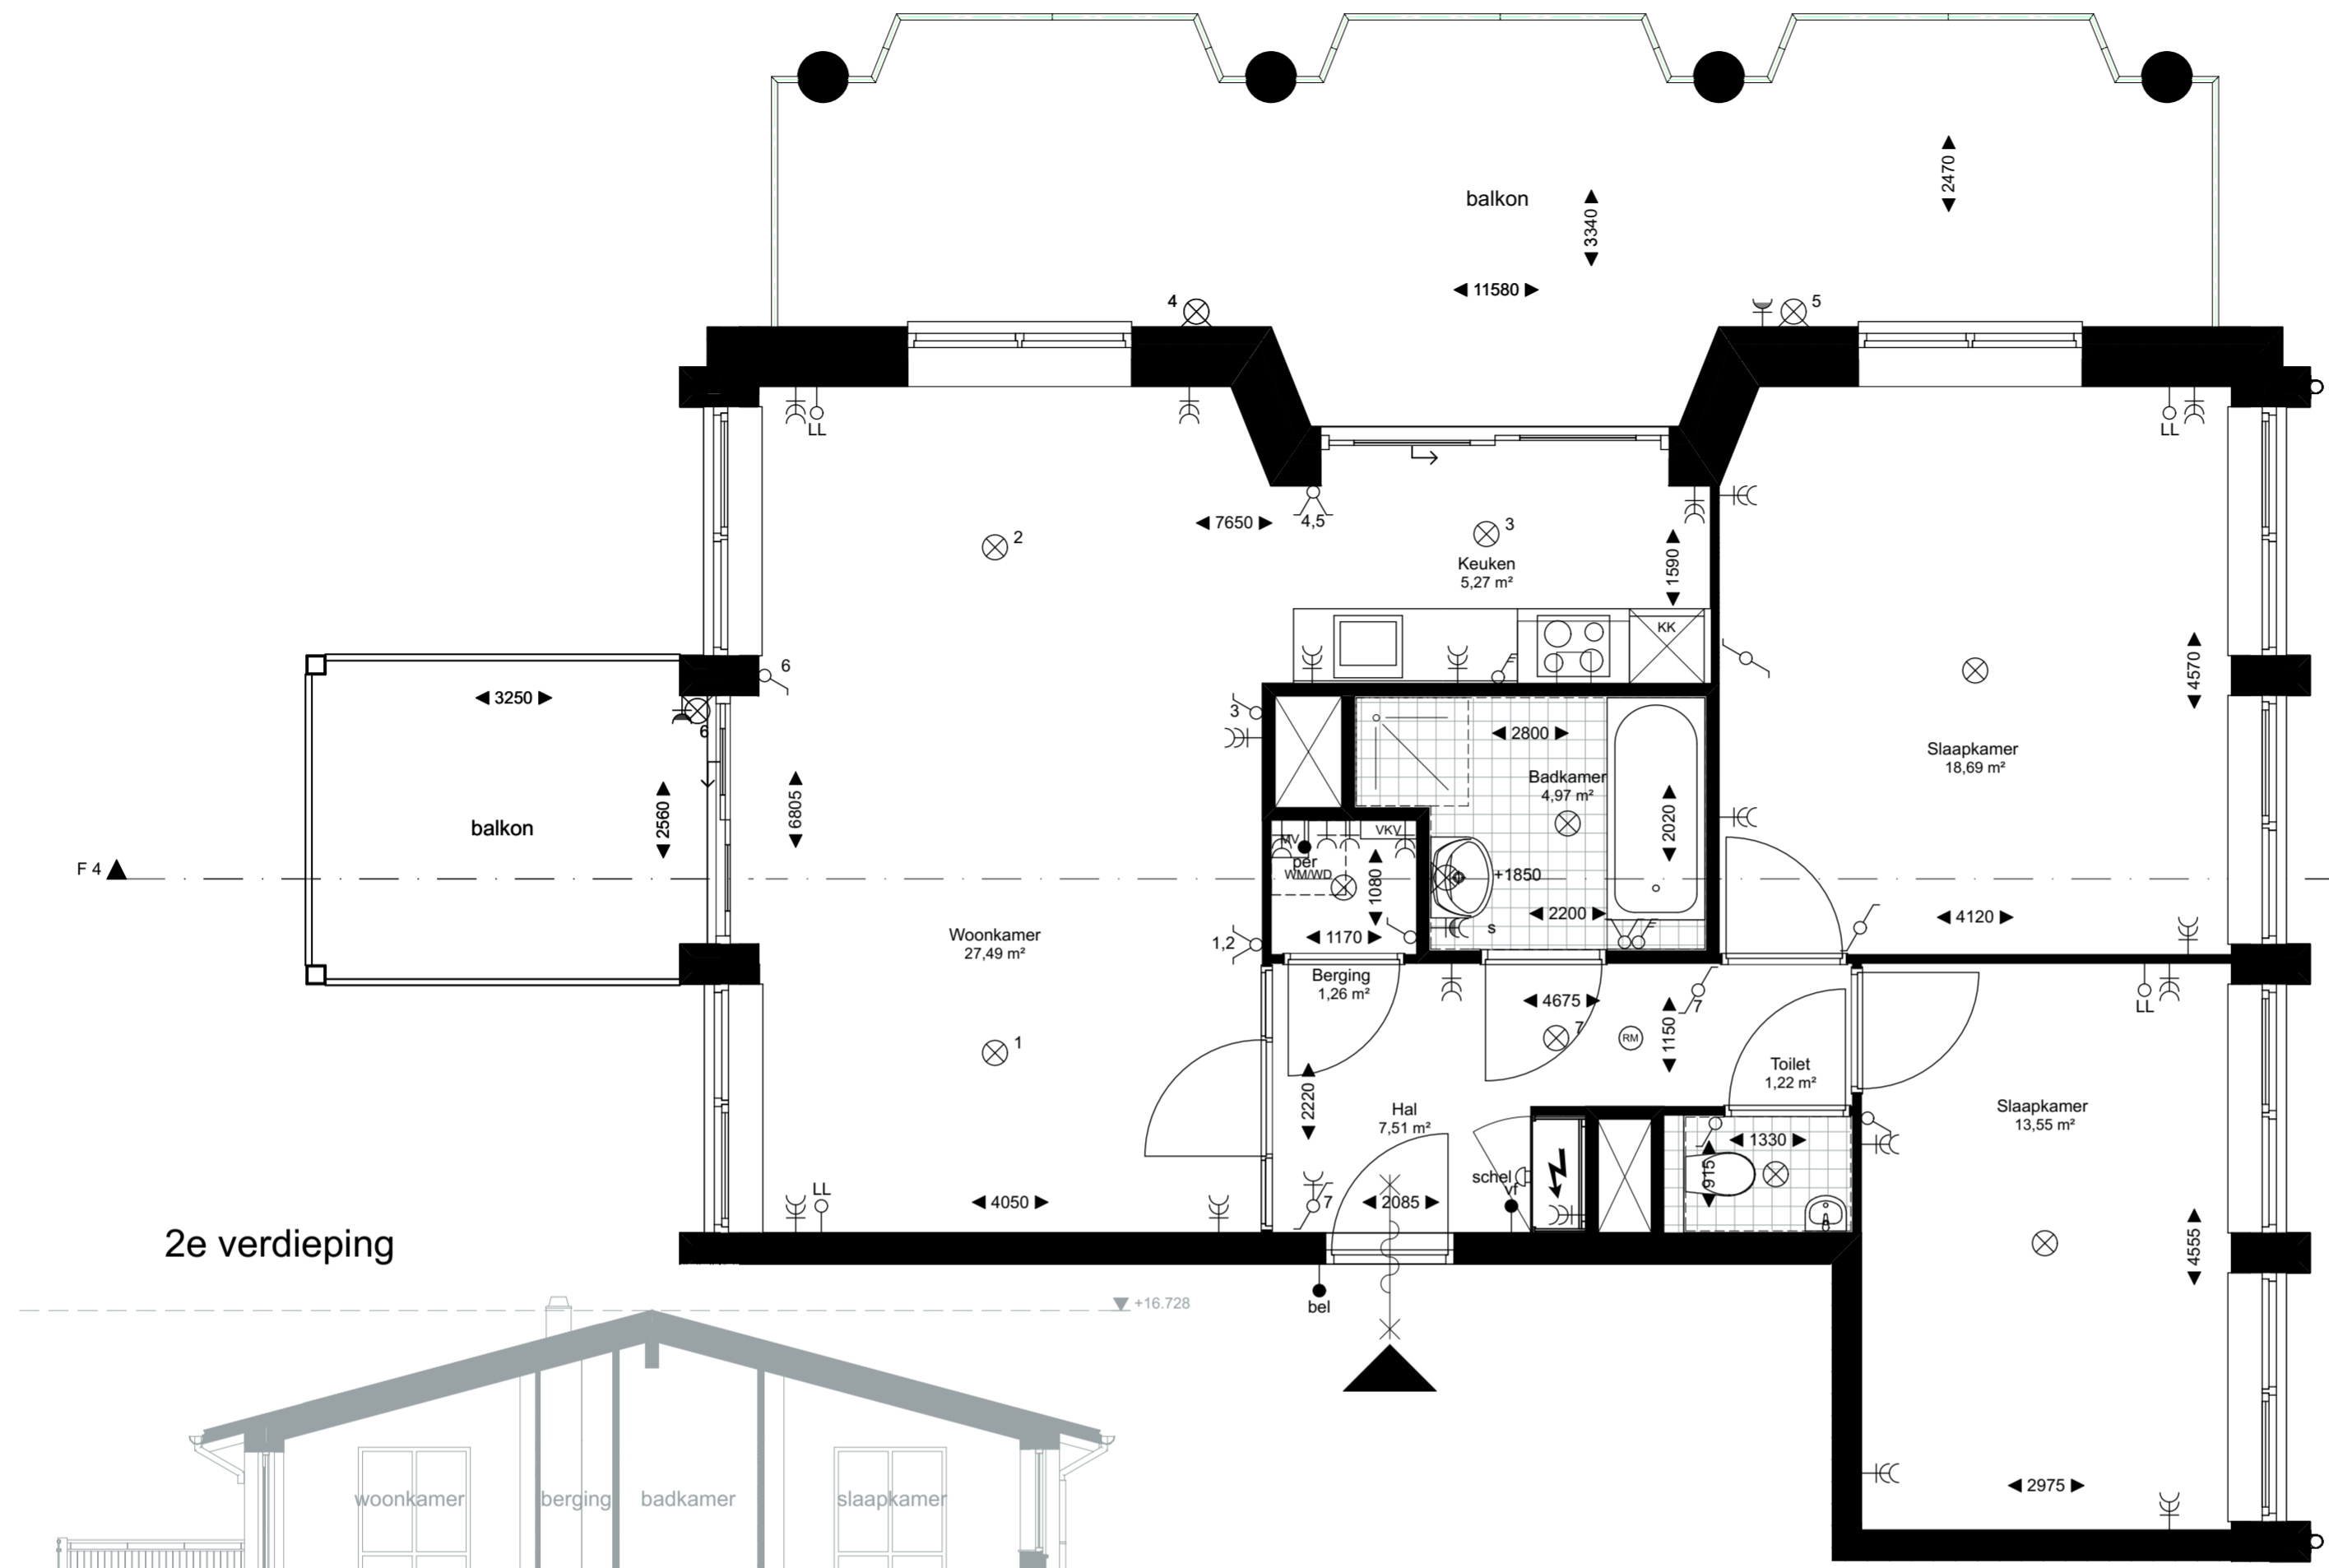 2470
balkon
3340
11580
4
5
LL
LL
7650
4,5
2
3
Keuken
5,27 m²
1590
KK
6
3250
6
3
2800
4570
Slaapkamer
18,69 m²
Badkamer
4,97 m²
2560
6805
balkon
2020
MV
VKV
per
WM/WD
1080
+1850
F 4
2200
4120
s
1170
1,2
Woonkamer
27,49 m²
Berging
1,26 m²
4675
7
LL
7
RM
1150
1
Toilet
1,22 m²
2220
Hal
7,51 m²
Slaapkamer
13,55 m²
1330
915
schel
vf
LL
4050
7
2085
2e verdieping
4555
bel
+16.728
2975
woonkamer
berging
badkamer
slaapkamer